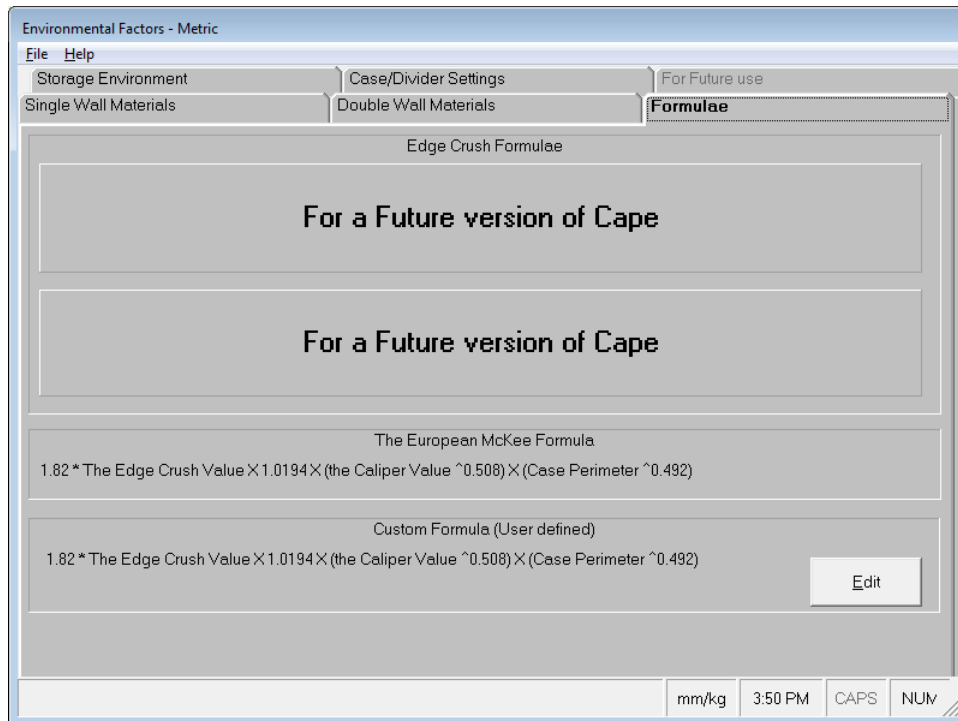 Environmental Factors - Metric
File Help
Storage Environment Case/Divider Settings For Future use
Single Wall Materials Double Wall Materials Formulae
Edge Crush Formulae
For a Future version of Cape
For a Future version of Cape
The European McKee Formula
1.82 * The Edge Crush Value X 1.0194 X (the Caliper Value ^0.508) X (Case Perimeter ^0.492)
Custom Formula (User defined)
1.82 * The Edge Crush Value X 1.0194 X (the Caliper Value ^0.508) X (Case Perimeter ^0.492)
Edit
mm/kg 3:50 PM CAPS NUM